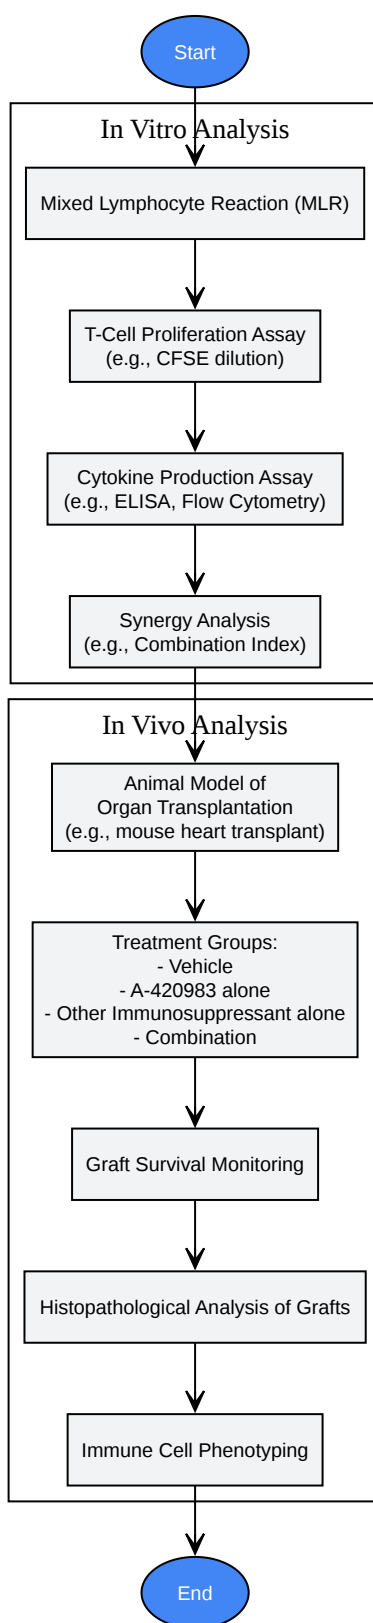 Start
In Vitro Analysis
Mixed Lymphocyte Reaction (MLR)
T-Cell Proliferation Assay
(e.g., CFSE dilution)
Cytokine Production Assay
(e.g., ELISA, Flow Cytometry)
Synergy Analysis
(e.g., Combination Index)
In Vivo Analysis
Animal Model of
Organ Transplantation
(e.g., mouse heart transplant)
Treatment Groups:
- Vehicle
- A-420983 alone
- Other Immunosuppressant alone
- Combination
Graft Survival Monitoring
Histopathological Analysis of Grafts
Immune Cell Phenotyping
End